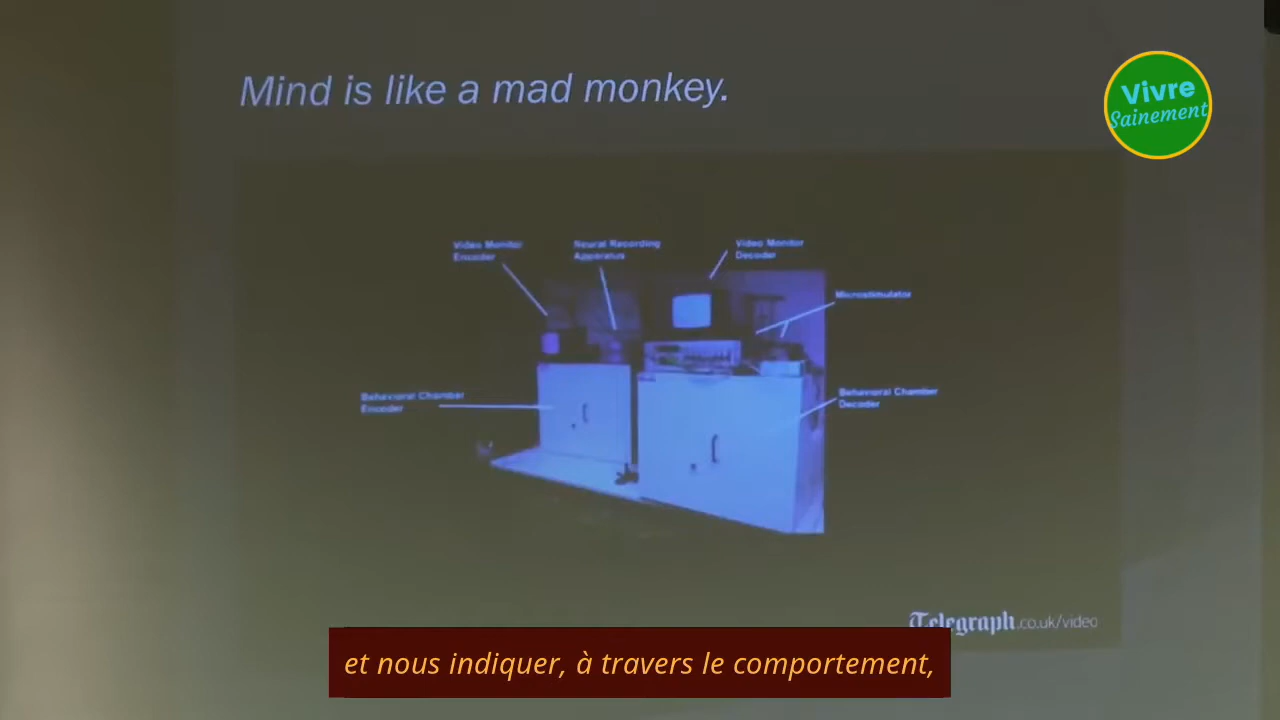 Mind is like a mad monkey.
Vivre
Sainement
Video Monitor
Encoder
Neural Recording
Apparatus
Video Monitor
Decoder
Microstimulator
Behavioral Chamber
Encoder
Behavioral Chamber
Decoder
Telegraph.co.uk/video
et nous indiquer, à travers le comportement,